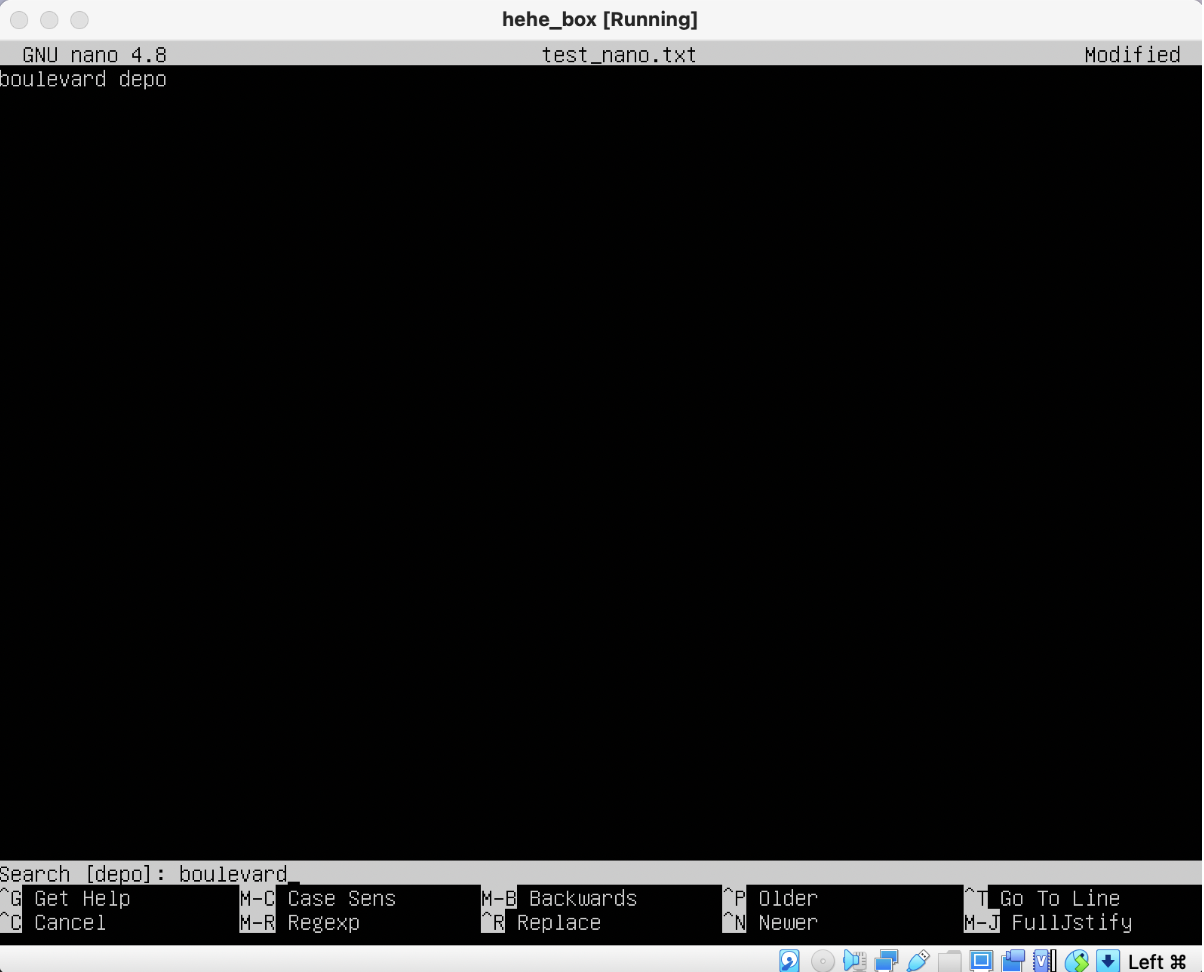 hehe_box [Running]
GNU nano 4.8 test_nano.txt Modified
boulevard depo
Search [depo]: boulevard_
^G Get Help M-C Case Sens M-B Backwards ^P Older ^T Go To Line
^C Cancel M-R Regexp ^R Replace ^N Newer M-J FullJstify
Left ⌘